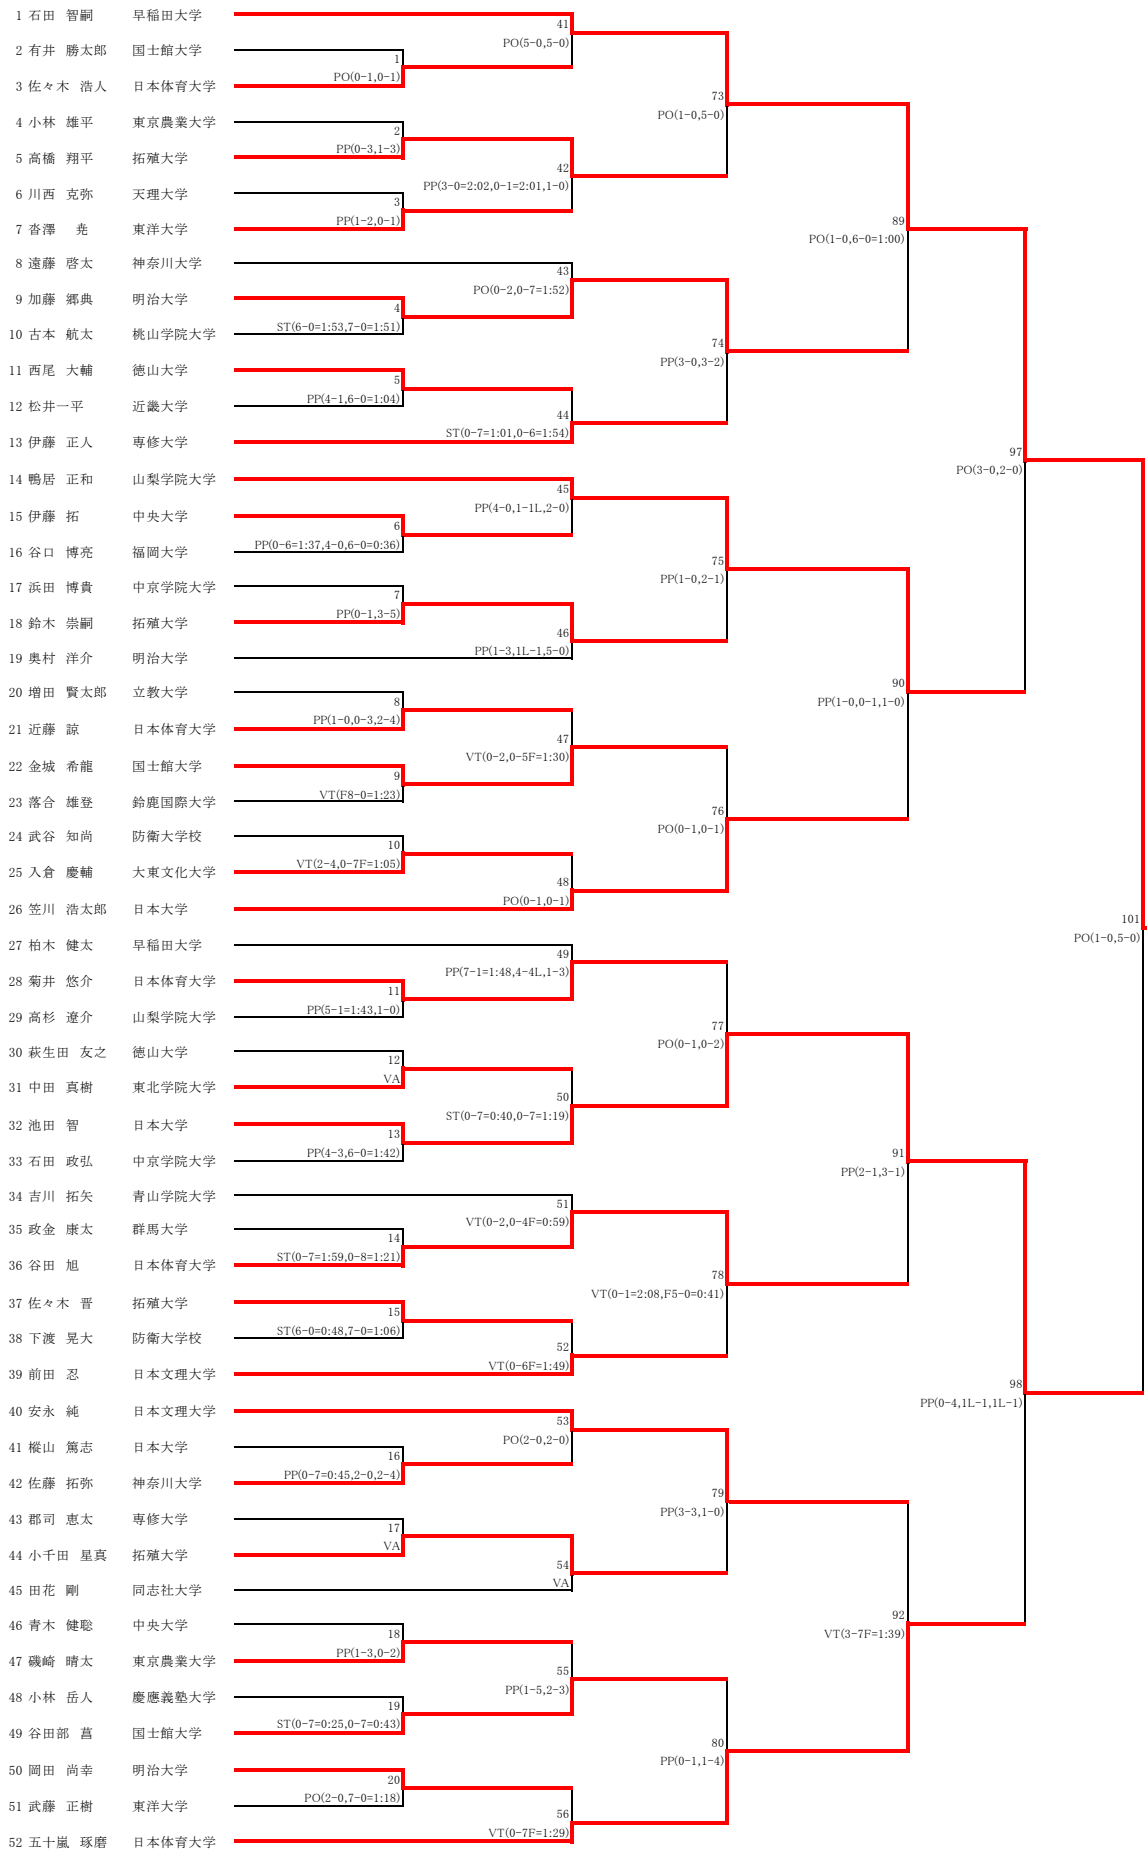 1 石田 智嗣 早稲田大学
41
PO(5-0,5-0)
2 有井 勝太郎 国士館大学
1
PO(0-1,0-1)
3 佐々木 浩人 日本体育大学
73
PO(1-0,5-0)
4 小林 雄平 東京農業大学
2
PP(0-3,1-3)
5 高橋 翔平 拓殖大学
42
PP(3-0=2:02,0-1=2:01,1-0)
6 川西 克弥 天理大学
3
PP(1-2,0-1)
7 沓澤 尭 東洋大学
89
PO(1-0,6-0=1:00)
8 遠藤 啓太 神奈川大学
43
PO(0-2,0-7=1:52)
9 加藤 郷典 明治大学
4
ST(6-0=1:53,7-0=1:51)
10 古本 航太 桃山学院大学
74
PP(3-0,3-2)
11 西尾 大輔 徳山大学
5
PP(4-1,6-0=1:04)
12 松井一平 近畿大学
44
ST(0-7=1:01,0-6=1:54)
13 伊藤 正人 専修大学
97
PO(3-0,2-0)
14 鴨居 正和 山梨学院大学
45
PP(4-0,1-1L,2-0)
15 伊藤 拓 中央大学
6
PP(0-6=1:37,4-0,6-0=0:36)
16 谷口 博亮 福岡大学
75
PP(1-0,2-1)
17 浜田 博貴 中京学院大学
7
PP(0-1,3-5)
18 鈴木 崇嗣 拓殖大学
46
PP(1-3,1L-1,5-0)
19 奥村 洋介 明治大学
90
PP(1-0,0-1,1-0)
20 増田 賢太郎 立教大学
8
PP(1-0,0-3,2-4)
21 近藤 諒 日本体育大学
47
VT(0-2,0-5F=1:30)
22 金城 希龍 国士館大学
9
VT(F8-0=1:23)
23 落合 雄登 鈴鹿国際大学
76
PO(0-1,0-1)
24 武谷 知尚 防衛大学校
10
VT(2-4,0-7F=1:05)
25 入倉 慶輔 大東文化大学
48
PO(0-1,0-1)
26 笠川 浩太郎 日本大学
101
PO(1-0,5-0)
27 柏木 健太 早稲田大学
49
PP(7-1=1:48,4-4L,1-3)
28 菊井 悠介 日本体育大学
11
PP(5-1=1:43,1-0)
29 高杉 遼介 山梨学院大学
77
PO(0-1,0-2)
30 萩生田 友之 徳山大学
12
VA
31 中田 真樹 東北学院大学
50
ST(0-7=0:40,0-7=1:19)
32 池田 智 日本大学
13
PP(4-3,6-0=1:42)
33 石田 政弘 中京学院大学
91
PP(2-1,3-1)
34 吉川 拓矢 青山学院大学
51
VT(0-2,0-4F=0:59)
35 政金 康太 群馬大学
14
ST(0-7=1:59,0-8=1:21)
36 谷田 旭 日本体育大学
78
VT(0-1=2:08,F5-0=0:41)
37 佐々木 晋 拓殖大学
15
ST(6-0=0:48,7-0=1:06)
38 下渡 晃大 防衛大学校
52
VT(0-6F=1:49)
39 前田 忍 日本文理大学
98
PP(0-4,1L-1,1L-1)
40 安永 純 日本文理大学
53
PO(2-0,2-0)
41 樅山 篤志 日本大学
16
PP(0-7=0:45,2-0,2-4)
42 佐藤 拓弥 神奈川大学
79
PP(3-3,1-0)
43 郡司 恵太 専修大学
17
VA
44 小千田 星真 拓殖大学
54
VA
45 田花 剛 同志社大学
92
VT(3-7F=1:39)
46 青木 健聡 中央大学
18
PP(1-3,0-2)
47 磯崎 晴太 東京農業大学
55
PP(1-5,2-3)
48 小林 岳人 慶應義塾大学
19
ST(0-7=0:25,0-7=0:43)
49 谷田部 菖 国士館大学
80
PP(0-1,1-4)
50 岡田 尚幸 明治大学
20
PO(2-0,7-0=1:18)
51 武藤 正樹 東洋大学
56
VT(0-7F=1:29)
52 五十嵐 琢磨 日本体育大学